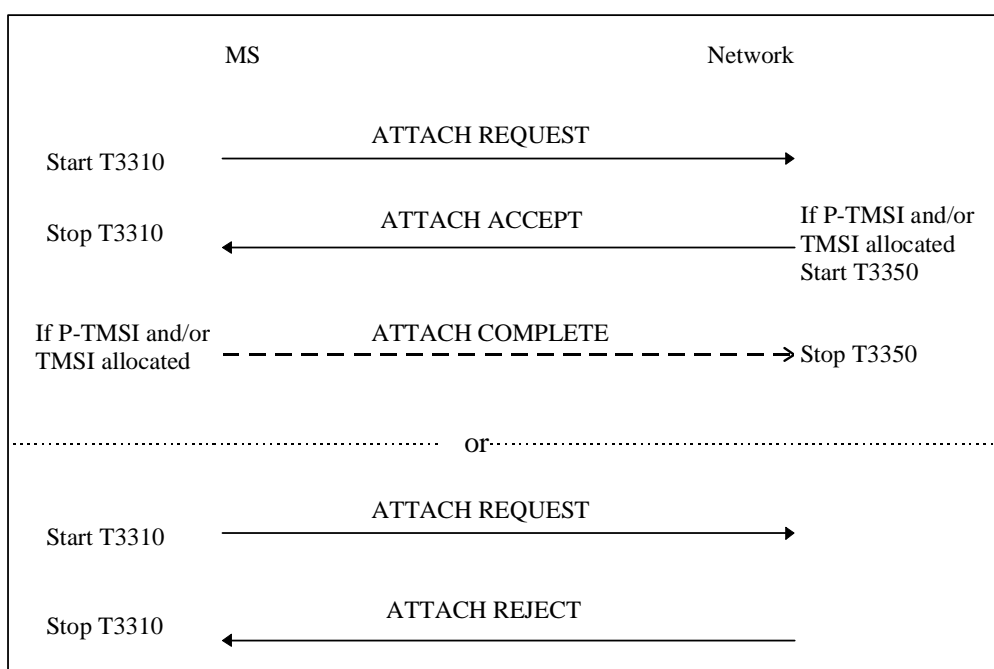 MS Network
ATTACH REQUEST
Start T3310
ATTACH ACCEPT
Stop T3310
If P-TMSI and/or
TMSI allocated
Start T3350
If P-TMSI and/or
TMSI allocated
ATTACH COMPLETE
Stop T3350
or
ATTACH REQUEST
Start T3310
ATTACH REJECT
Stop T3310